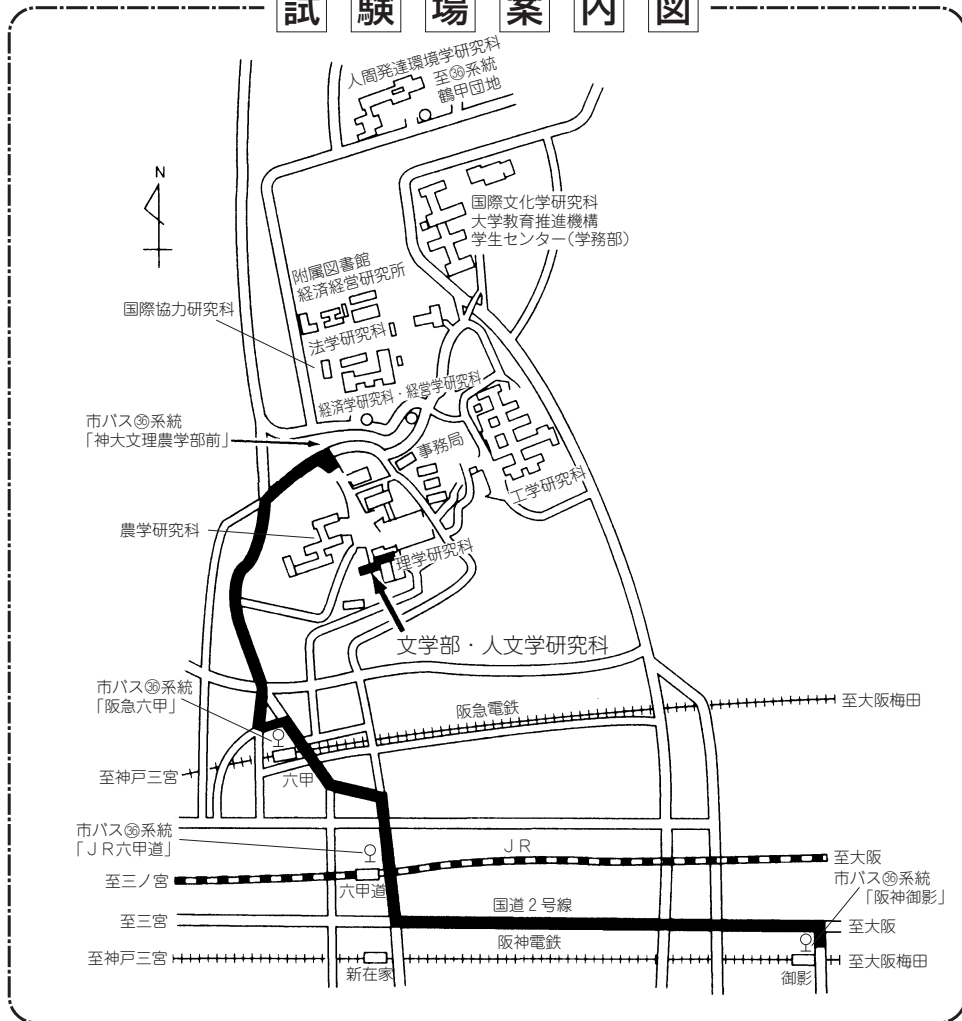 試験場案内図
人間発達環境学研究科
至㊱系統
鶴甲団地
N
国際文化学研究科
大学教育推進機構
学生センター(学務部)
附属図書館
経済経営研究所
国際協力研究科
法学研究科
経済学研究科・経営学研究科
市バス㊱系統
「神大文理農学部前」
事務局
工学研究科
農学研究科
理学研究科
文学部・人文学研究科
市バス㊱系統
「阪急六甲」
阪急電鉄
至大阪梅田
至神戸三宮
六甲
市バス㊱系統
「JR六甲道」
JR
至大阪
至三ノ宮
六甲道
市バス㊱系統
「阪神御影」
国道2号線
至三宮
至大阪
阪神電鉄
至神戸三宮
新在家
御影
至大阪梅田